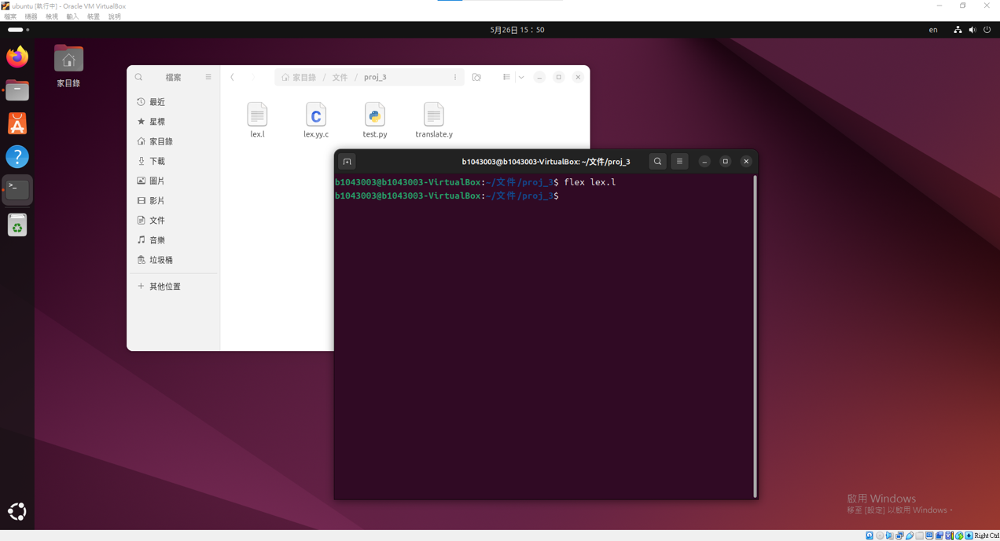 ubuntu [執行中] - Oracle VM VirtualBox
檔案 機器 檢視 輸入 裝置 說明
5月26日 15：50
en
家目錄
檔案
家目錄 / 文件 / proj_3
最近
星標
家目錄
下載
圖片
影片
文件
音樂
垃圾桶
其他位置
lex.l
lex.yy.c
test.py
translate.y
b1043003@b1043003-VirtualBox: ~/文件/proj_3
b1043003@b1043003-VirtualBox:~/文件/proj_3$ flex lex.l
b1043003@b1043003-VirtualBox:~/文件/proj_3$
啟用 Windows
移至 [設定] 以啟用 Windows。
Right Ctrl